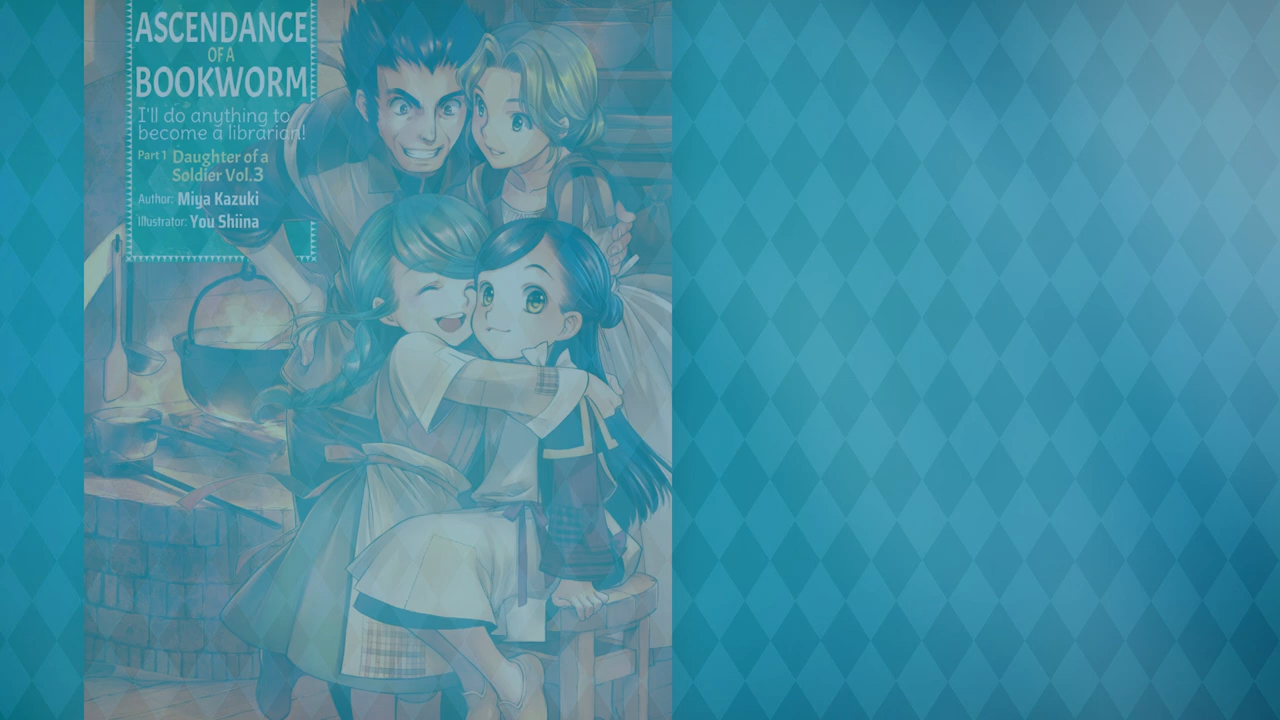 ASCENDANCE
OF A
BOOKWORM
I'll do anything to
become a librarian!
Part 1 Daughter of a
Soldier Vol.3
Author: Miya Kazuki
Illustrator: You Shiina